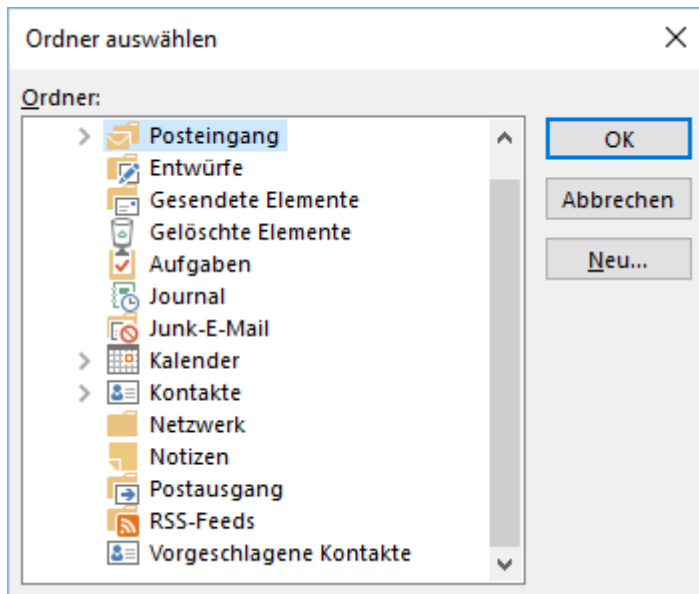 Ordner auswählen
Ordner:
Posteingang
Entwürfe
Gesendete Elemente
Gelöschte Elemente
Aufgaben
Journal
Junk-E-Mail
Kalender
Kontakte
Netzwerk
Notizen
Postausgang
RSS-Feeds
Vorgeschlagene Kontakte
OK
Abbrechen
Neu...